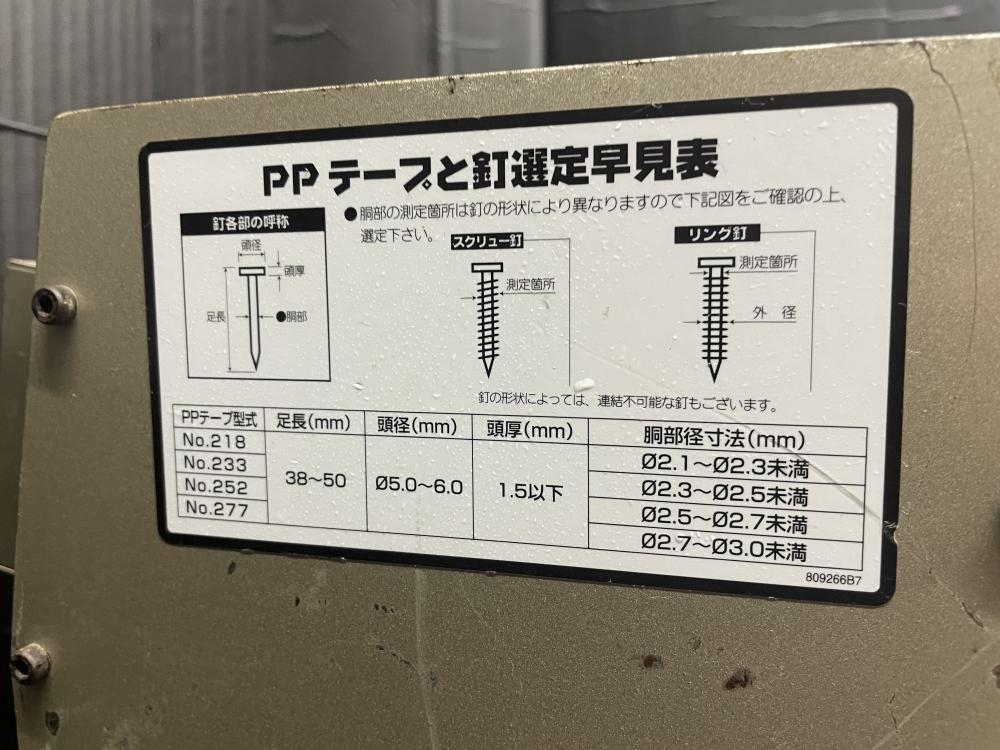 PPテープと釘選定早見表
●胴部の測定箇所は釘の形状により異なりますので下記図をご確認の上、
選定下さい。
釘各部の呼称
頭径
頭厚
足長
●胴部
スクリュー釘
測定箇所
リング釘
測定箇所
外 径
釘の形状によっては、連結不可能な釘もございます。
PPテープ型式 足長(mm) 頭径(mm) 頭厚(mm) 胴部径寸法(mm)
No.218 38～50 Ø5.0～6.0 1.5以下 Ø2.1～Ø2.3未満
No.233 Ø2.3～Ø2.5未満
No.252 Ø2.5～Ø2.7未満
No.277 Ø2.7～Ø3.0未満
809266B7